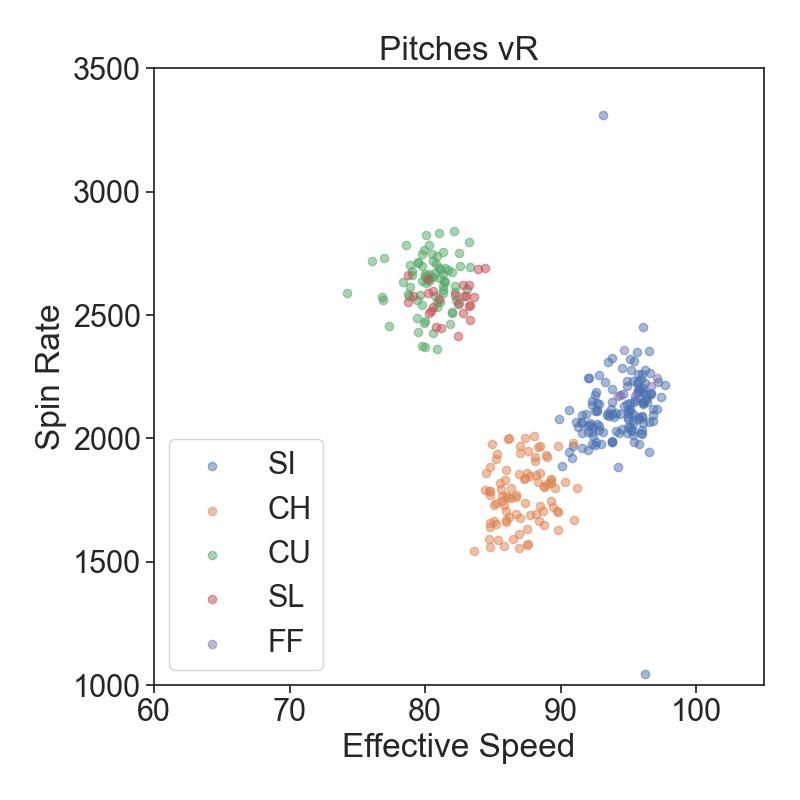 Pitches vR
3500
3000
2500
2000
1500
1000
Spin Rate
SI
CH
CU
SL
FF
60 70 80 90 100
Effective Speed